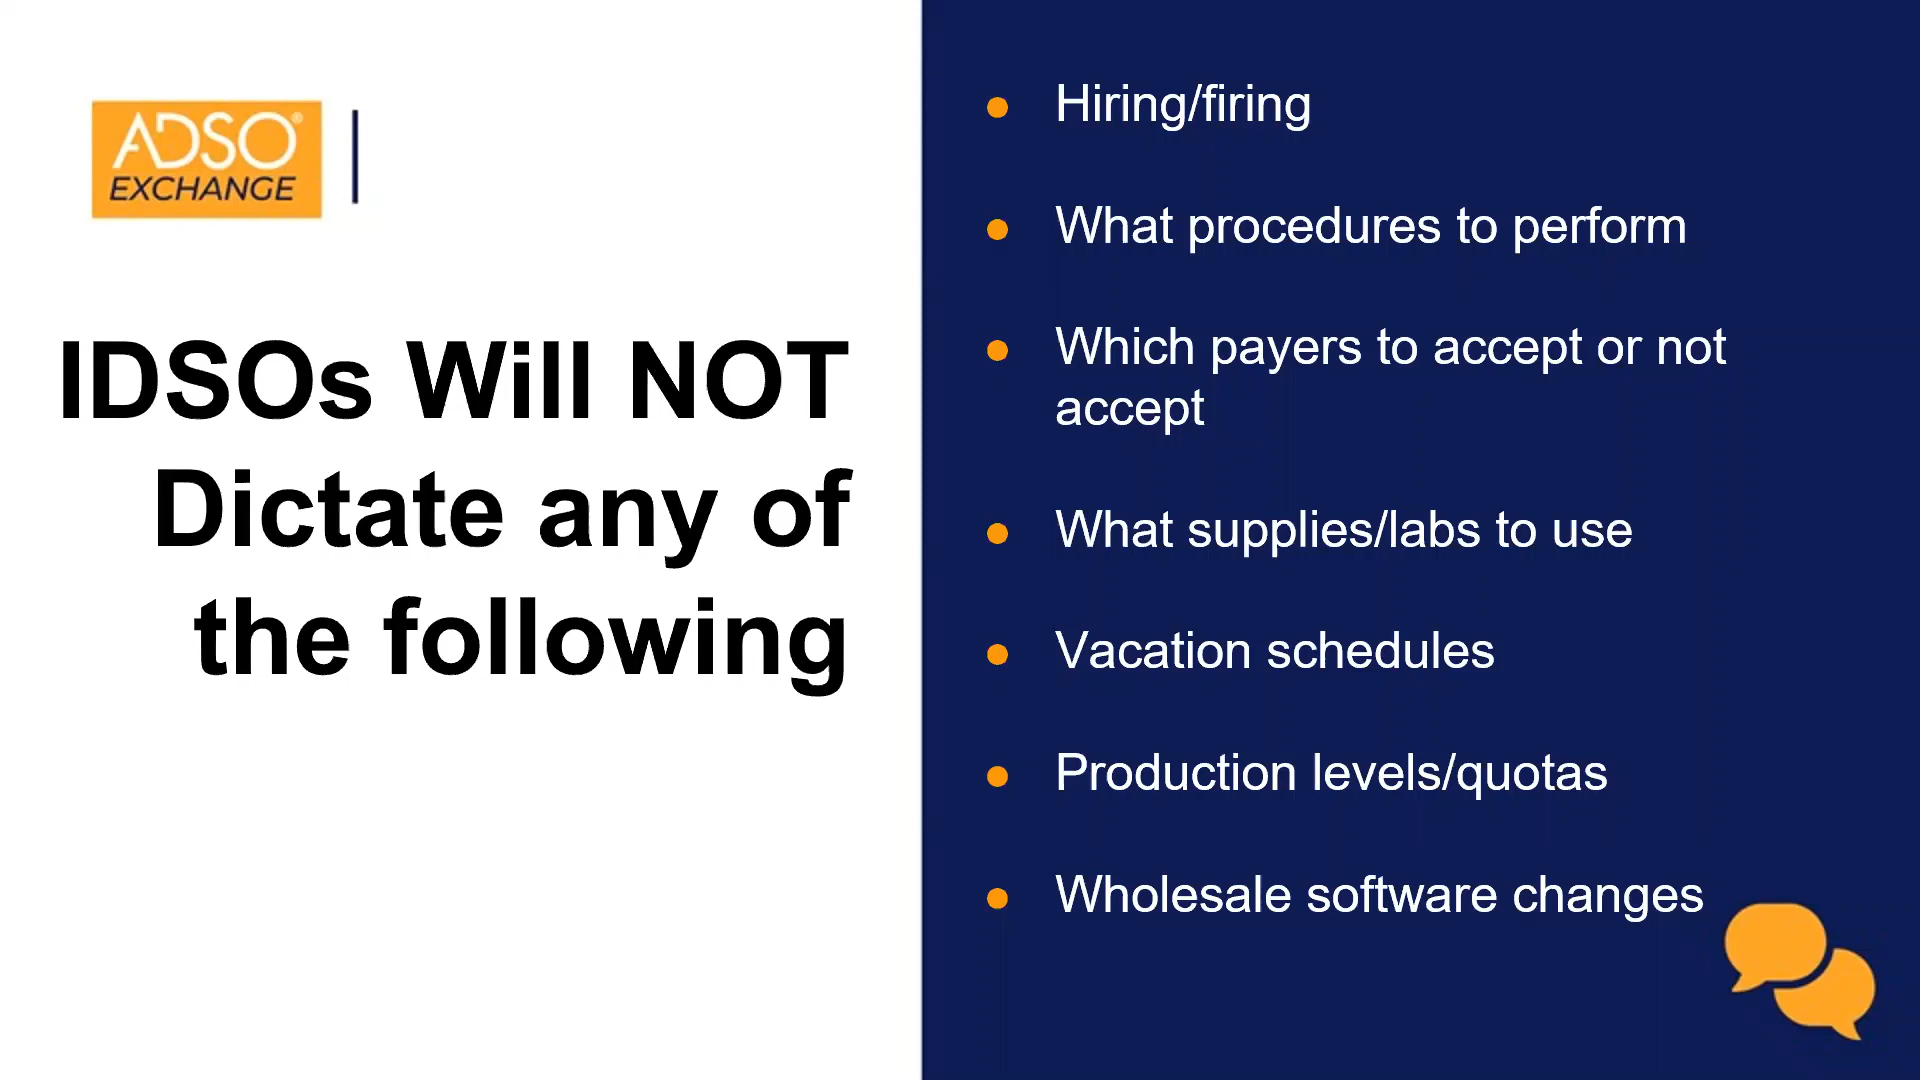 ADSO®
EXCHANGE
IDSOs Will NOT
Dictate any of
the following
Hiring/firing
What procedures to perform
Which payers to accept or not
accept
What supplies/labs to use
Vacation schedules
Production levels/quotas
Wholesale software changes